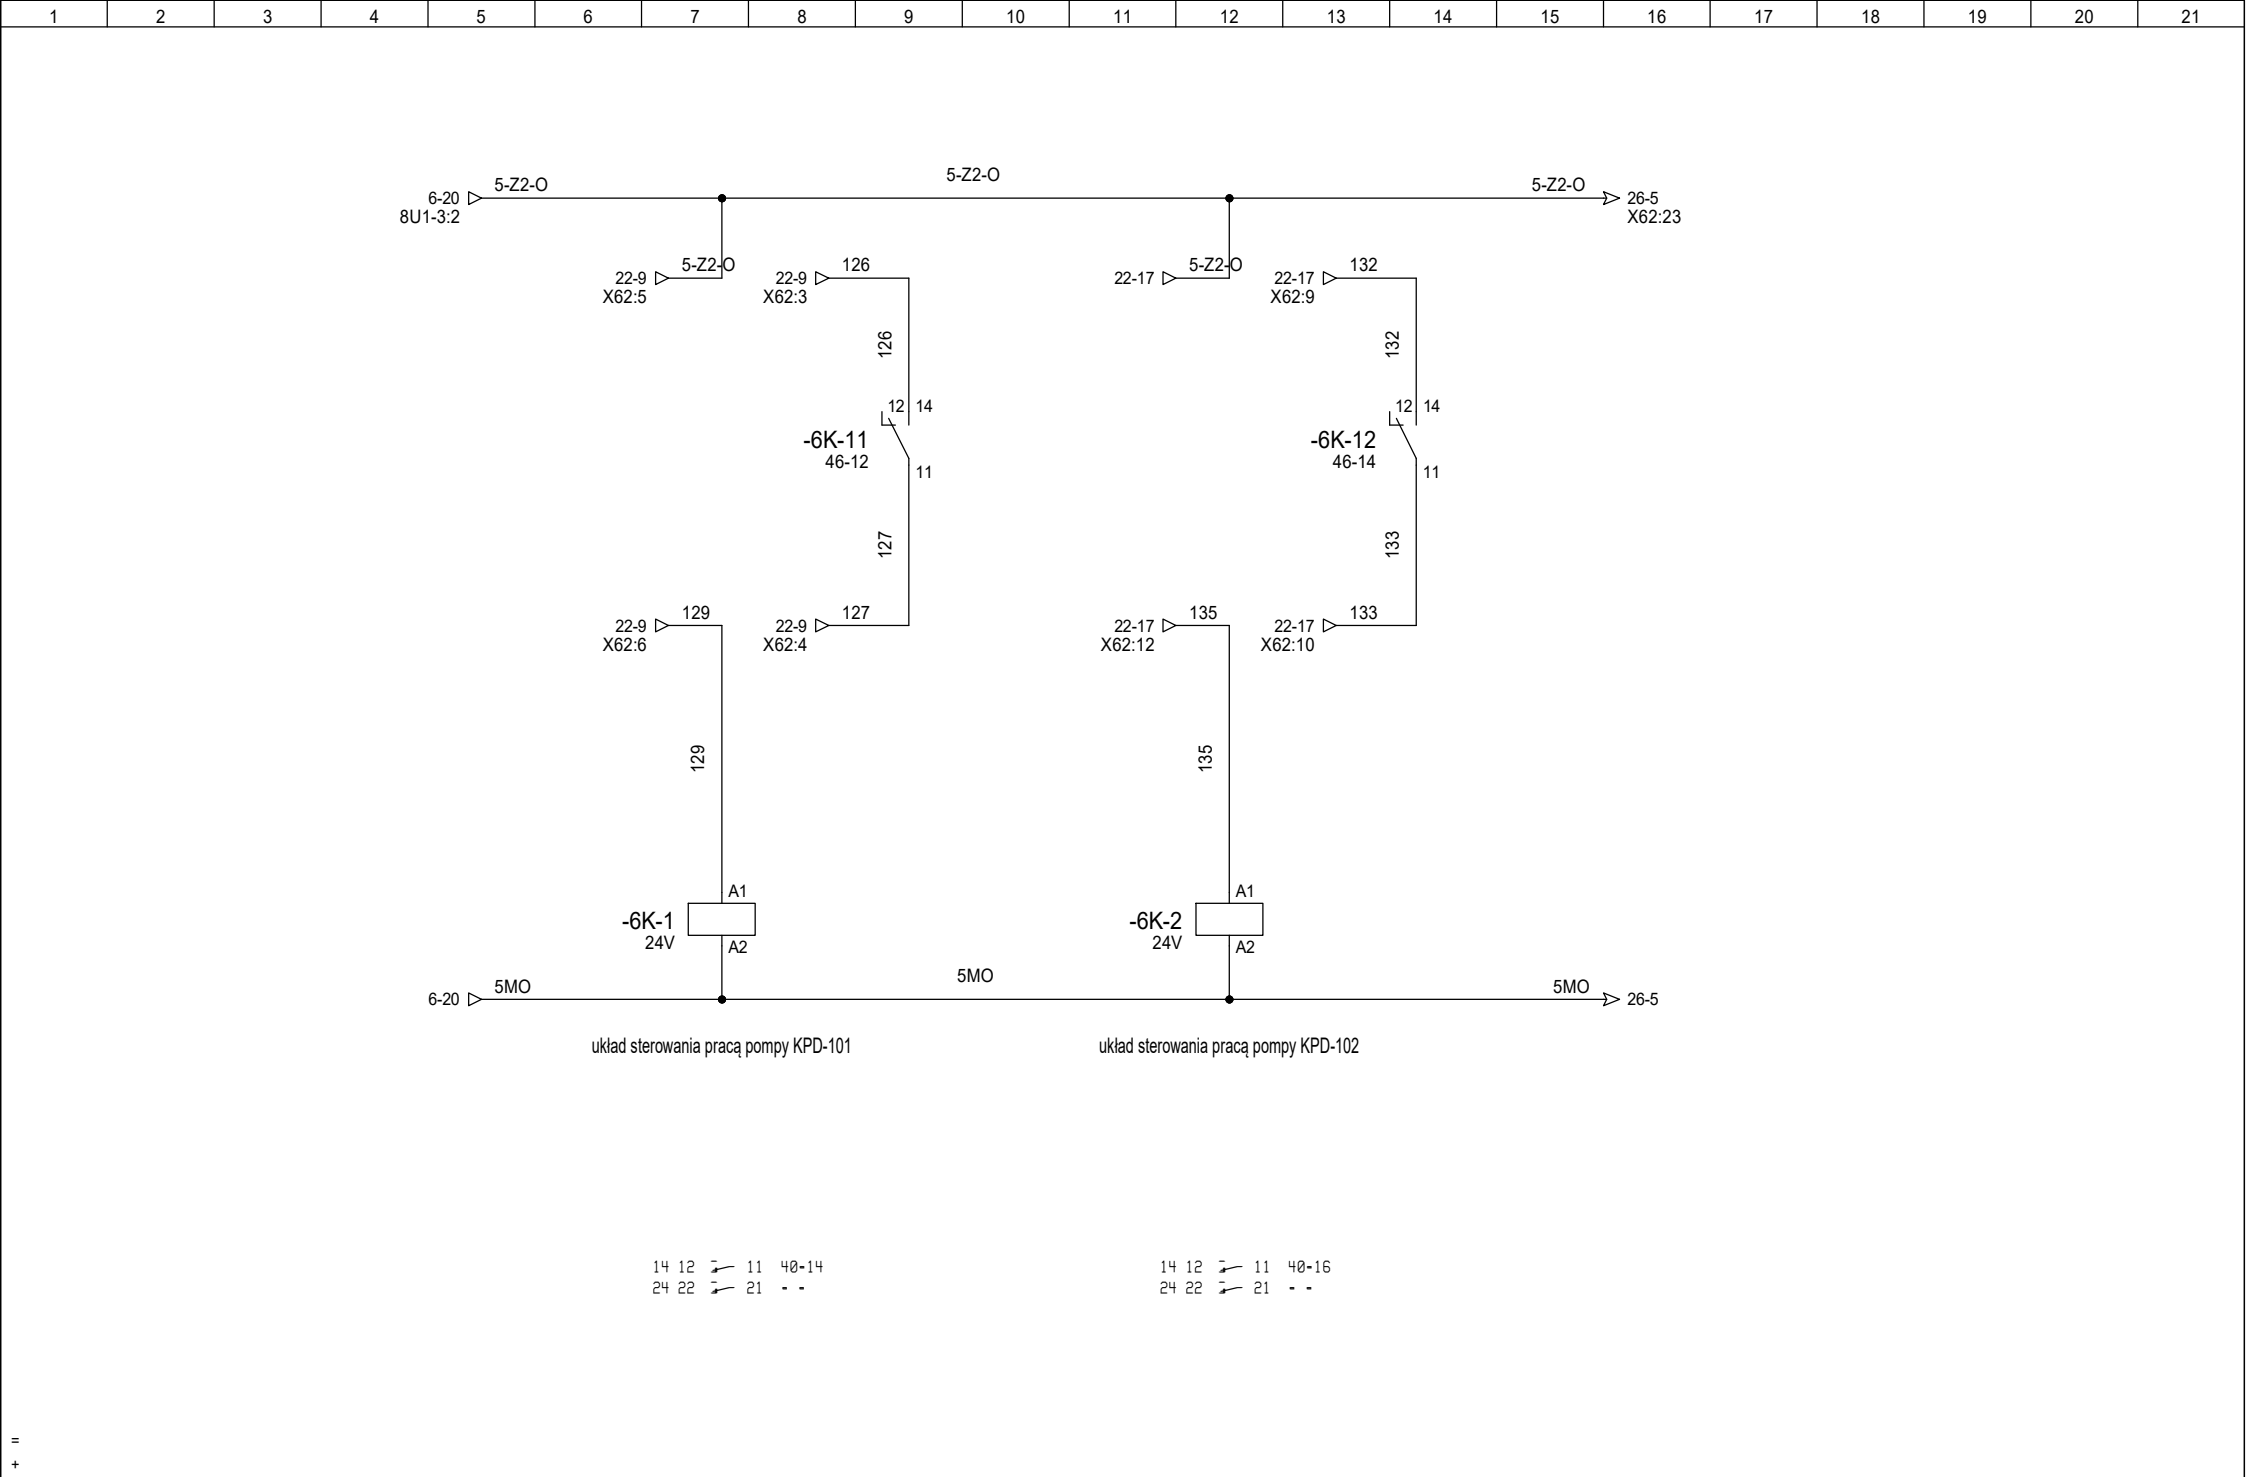 1 2 3 4 5 6 7 8 9 10 11 12 13 14 15 16 17 18 19 20 21
5-Z2-O
6-20 5-Z2-O 5-Z2-O 26-5
8U1-3:2 X62:23
22-9 5-Z2-O 22-9 126 22-17 5-Z2-O 22-17 132
X62:5 X62:3 X62:9
126 132
12 14 12 14
-6K-11 -6K-12
46-12 46-14
11 11
127 133
22-9 129 22-9 127 22-17 135 22-17 133
X62:6 X62:4 X62:12 X62:10
129 135
A1 A1
-6K-1 -6K-2
24V 24V
A2 A2
5MO
6-20 5MO 5MO 26-5
układ sterowania pracą pompy KPD-101 układ sterowania pracą pompy KPD-102
14 12 11 40-14 14 12 11 40-16
24 22 21 - - 24 22 21 - -
=
+